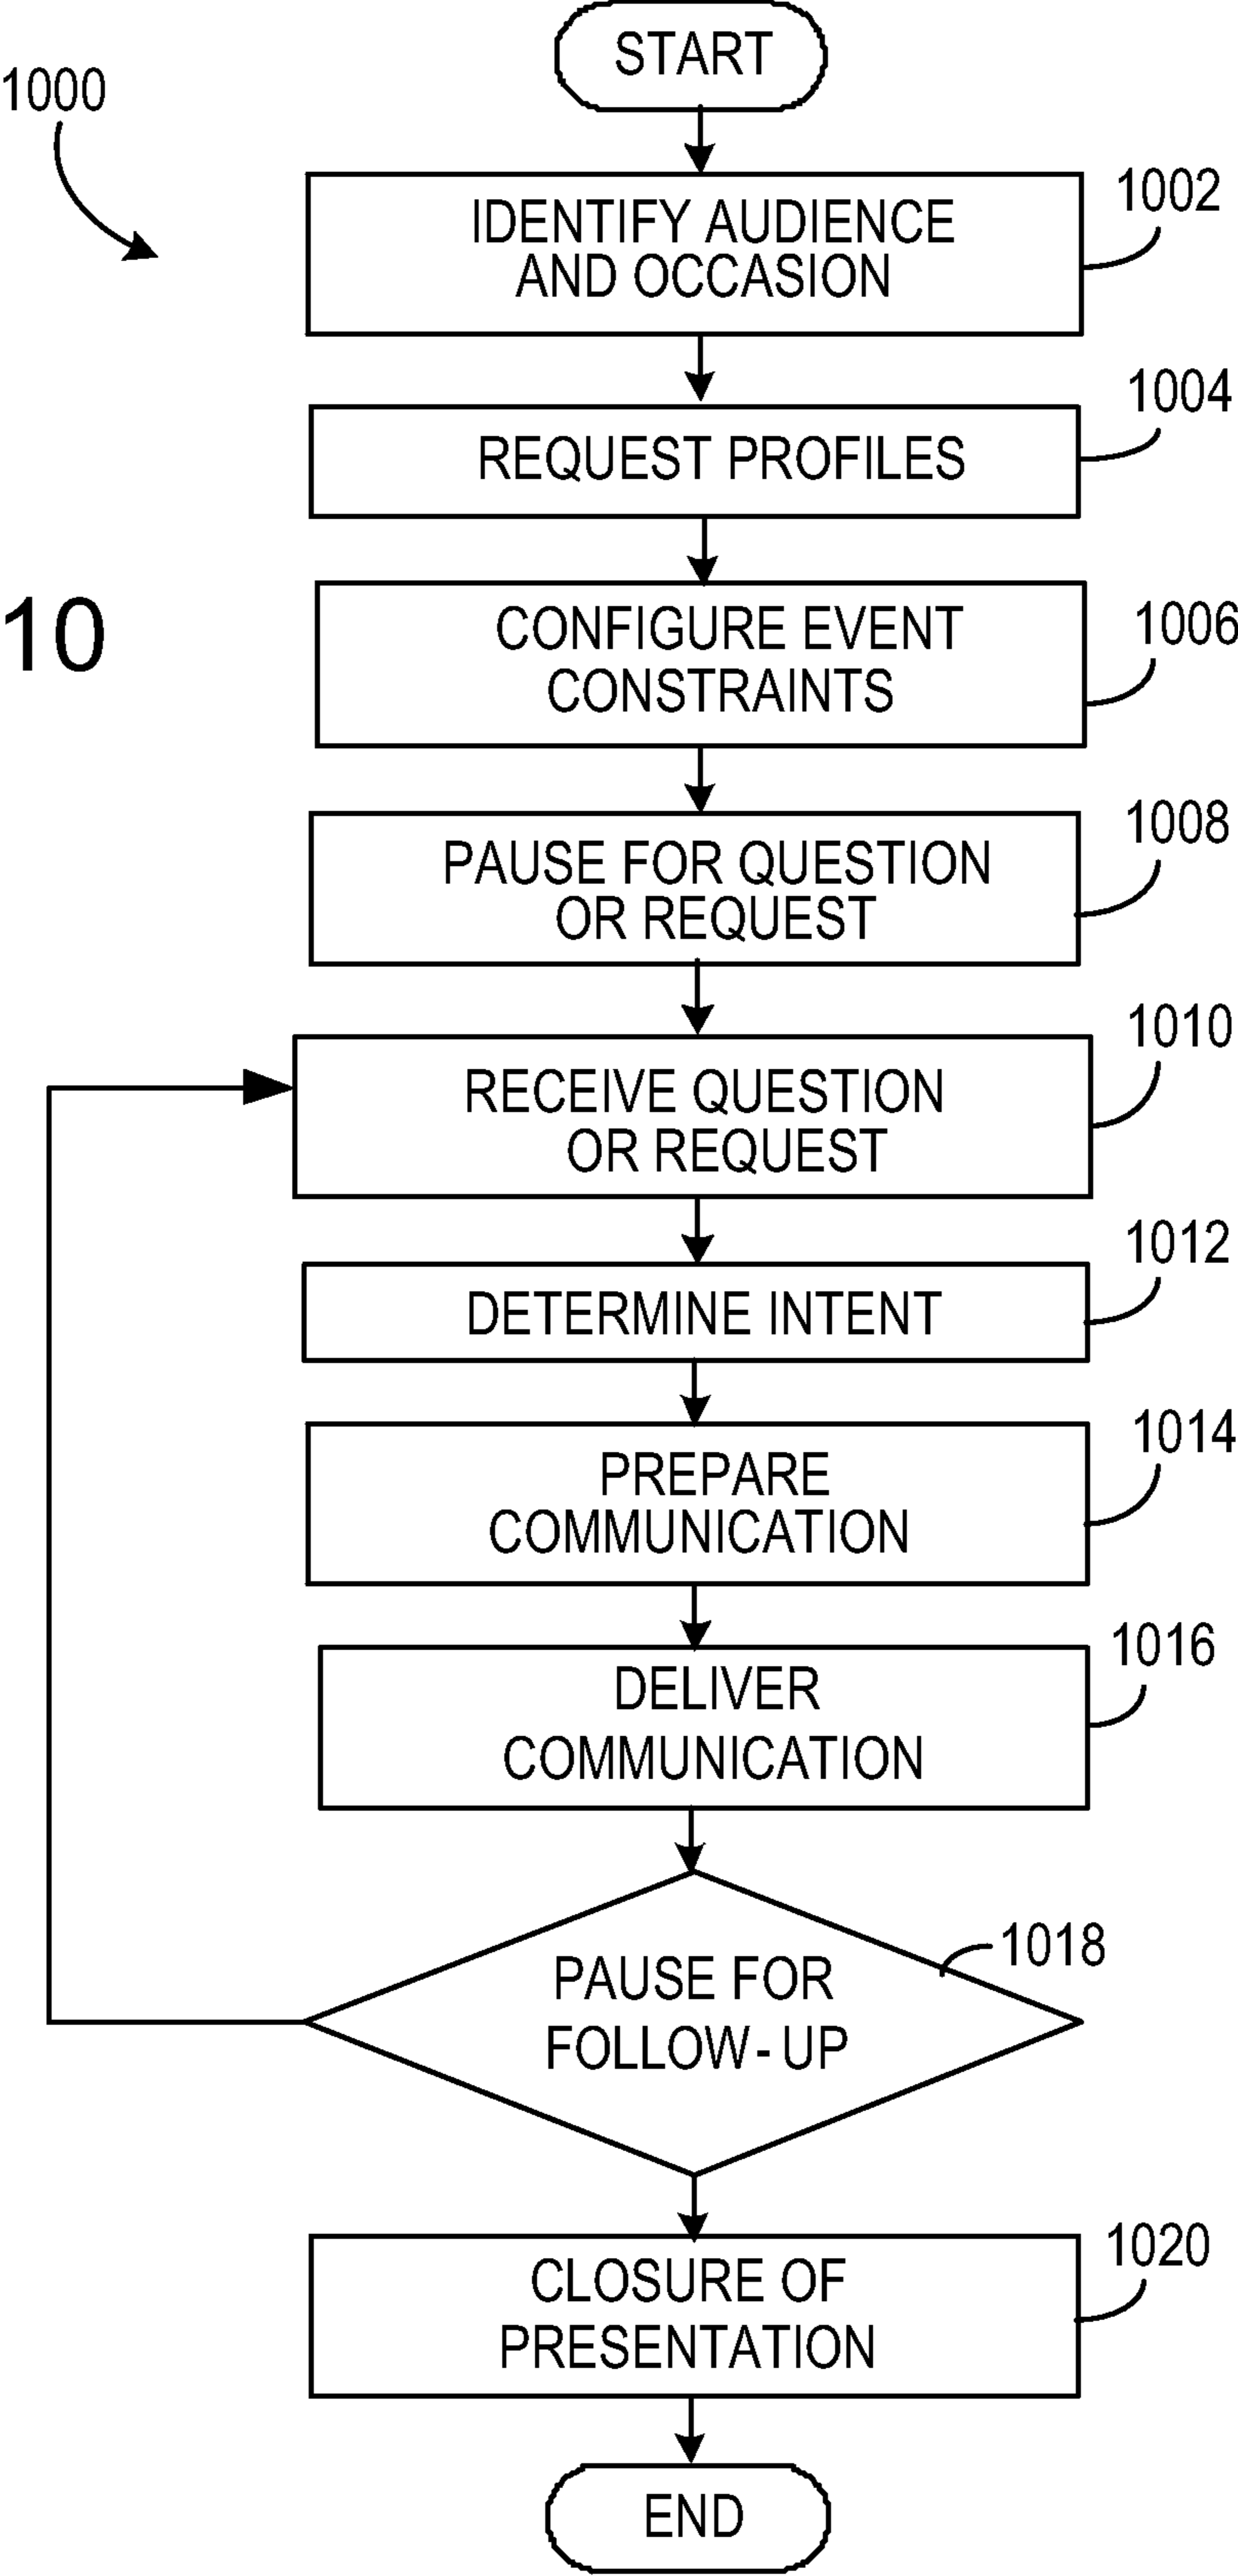 START
1000
1002
IDENTIFY AUDIENCE
AND OCCASION
1004
REQUEST PROFILES
10
1006
CONFIGURE EVENT
CONSTRAINTS
1008
PAUSE FOR QUESTION
OR REQUEST
1010
RECEIVE QUESTION
OR REQUEST
1012
DETERMINE INTENT
1014
PREPARE
COMMUNICATION
1016
DELIVER
COMMUNICATION
1018
PAUSE FOR
FOLLOW-UP
1020
CLOSURE OF
PRESENTATION
END